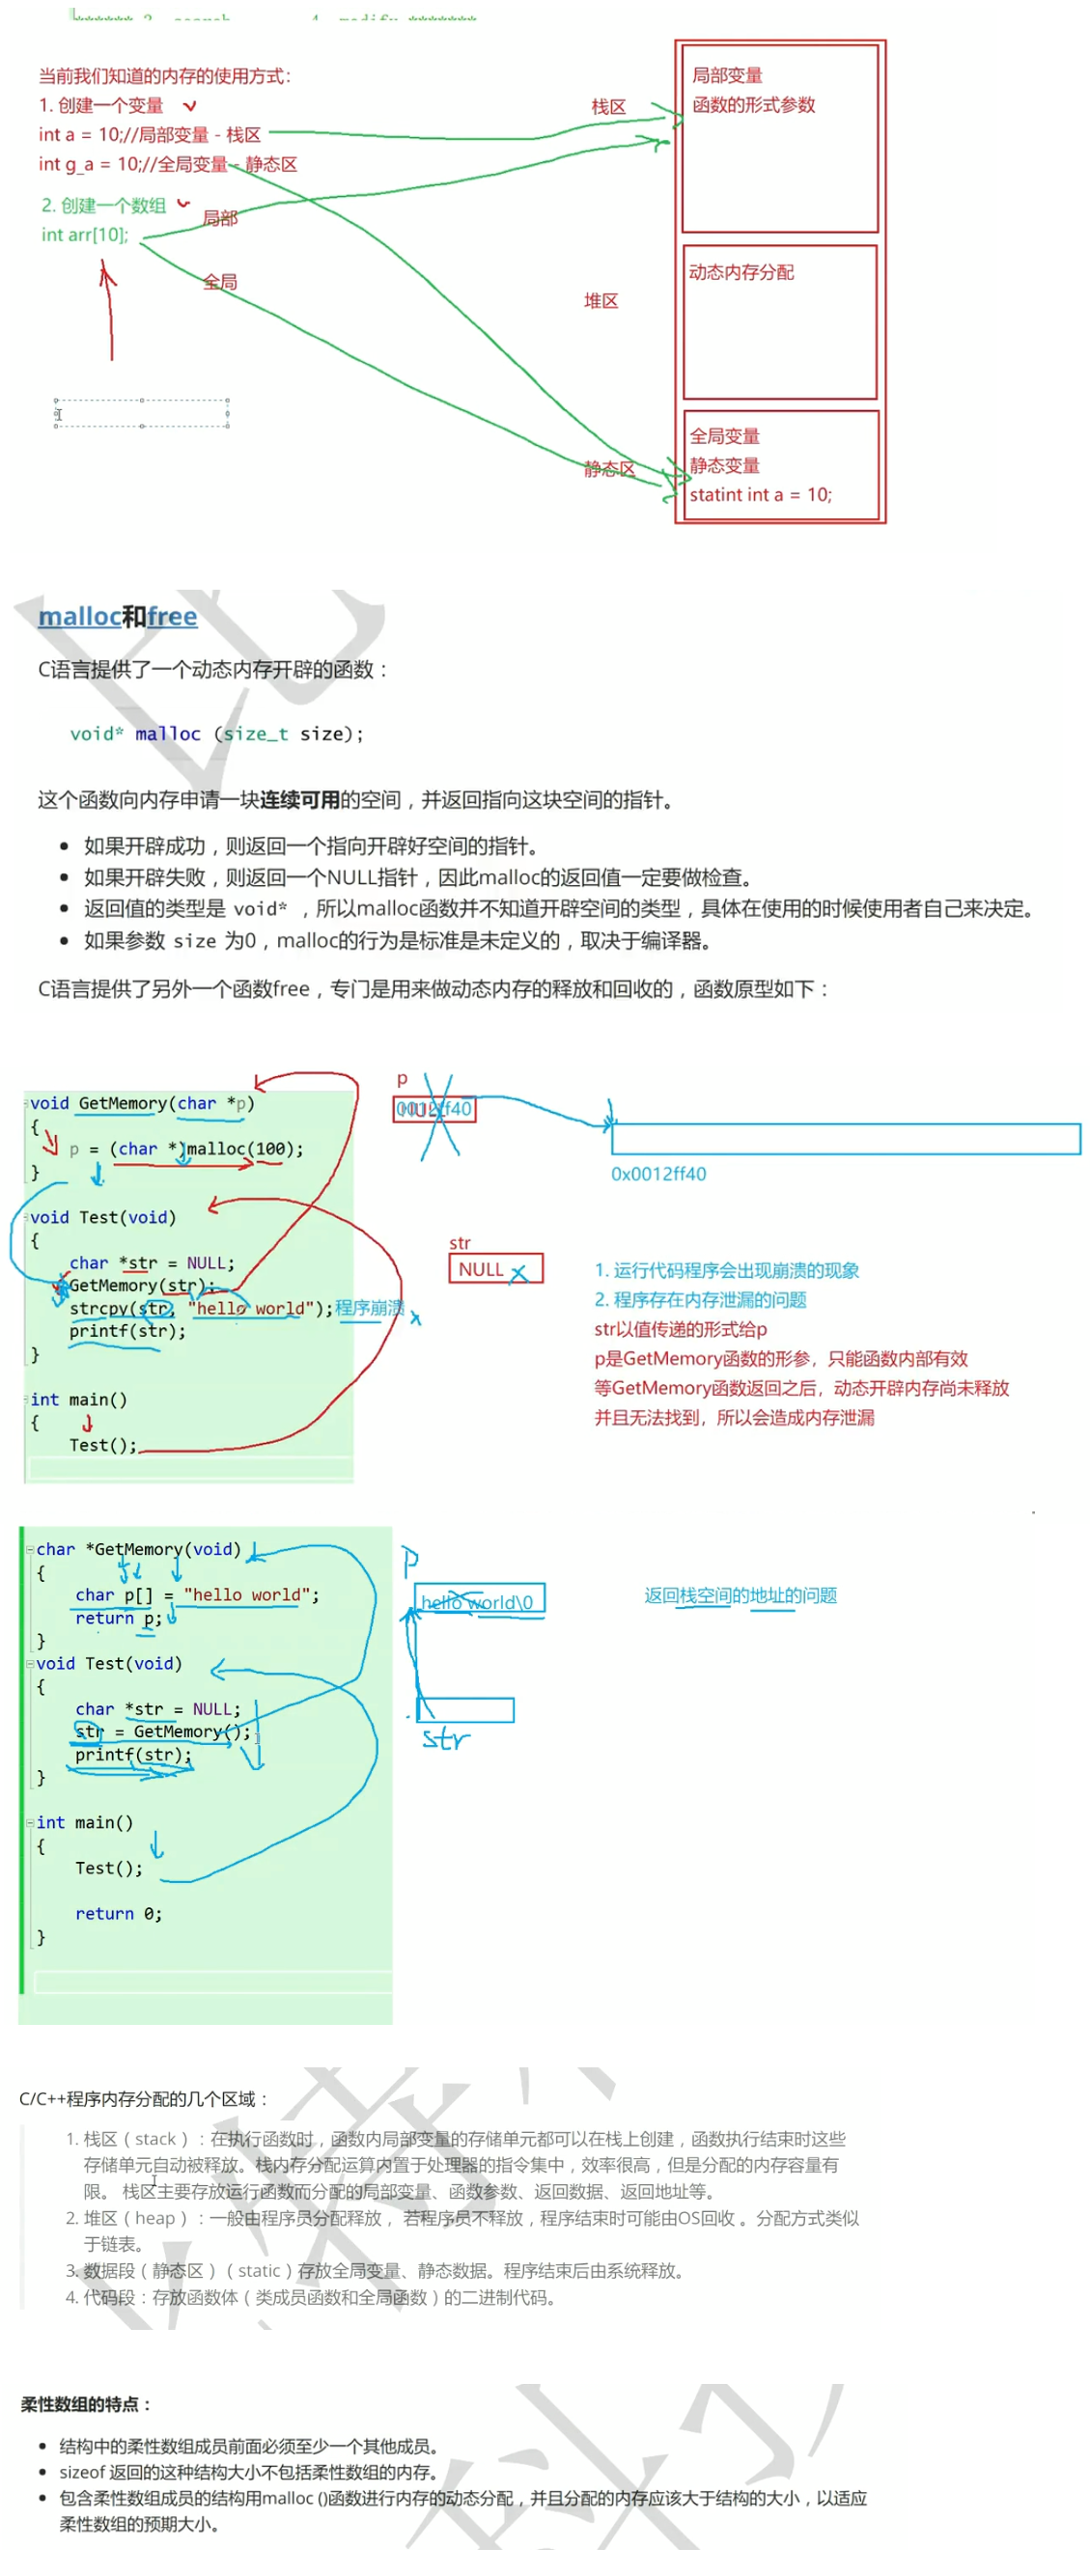 当前我们知道的内存的使用方式：
1. 创建一个变量
int a = 10;//局部变量 - 栈区
int g_a = 10;//全局变量 - 静态区
2. 创建一个数组
int arr[10];
局部
全局
栈区
局部变量
函数的形式参数
堆区
动态内存分配
静态区
全局变量
静态变量
statint int a = 10;
malloc和free
C语言提供了一个动态内存开辟的函数：
void* malloc (size_t size);
这个函数向内存申请一块连续可用的空间，并返回指向这块空间的指针。
• 如果开辟成功，则返回一个指向开辟好空间的指针。
• 如果开辟失败，则返回一个NULL指针，因此malloc的返回值一定要做检查。
• 返回值的类型是 void* ，所以malloc函数并不知道开辟空间的类型，具体在使用的时候使用者自己来决定。
• 如果参数 size 为0，malloc的行为是标准是未定义的，取决于编译器。
C语言提供了另外一个函数free，专门是用来做动态内存的释放和回收的，函数原型如下：
void GetMemory(char *p)
{
p = (char *)malloc(100);
}
void Test(void)
{
char *str = NULL;
GetMemory(str);
strcpy(str, "hello world");程序崩溃
printf(str);
}
int main()
{
Test();
p
0012ff40
0x0012ff40
str
NULL
1. 运行代码程序会出现崩溃的现象
2. 程序存在内存泄漏的问题
str以值传递的形式给p
p是GetMemory函数的形参，只能函数内部有效
等GetMemory函数返回之后，动态开辟内存尚未释放
并且无法找到，所以会造成内存泄漏
char *GetMemory(void)
{
char p[] = "hello world";
return p;
}
void Test(void)
{
char *str = NULL;
str = GetMemory();
printf(str);
}
int main()
{
Test();
return 0;
}
p
hello world\0
str
返回栈空间的地址的问题
C/C++程序内存分配的几个区域：
1. 栈区（stack）：在执行函数时，函数内局部变量的存储单元都可以在栈上创建，函数执行结束时这些
存储单元自动被释放。栈内存分配运算内置于处理器的指令集中，效率很高，但是分配的内存容量有
限。 栈区主要存放运行函数而分配的局部变量、函数参数、返回数据、返回地址等。
2. 堆区（heap）：一般由程序员分配释放， 若程序员不释放，程序结束时可能由OS回收 。分配方式类似
于链表。
3. 数据段（静态区）（static）存放全局变量、静态数据。程序结束后由系统释放。
4. 代码段：存放函数体（类成员函数和全局函数）的二进制代码。
柔性数组的特点：
• 结构中的柔性数组成员前面必须至少一个其他成员。
• sizeof 返回的这种结构大小不包括柔性数组的内存。
• 包含柔性数组成员的结构用malloc ()函数进行内存的动态分配，并且分配的内存应该大于结构的大小，以适应
柔性数组的预期大小。